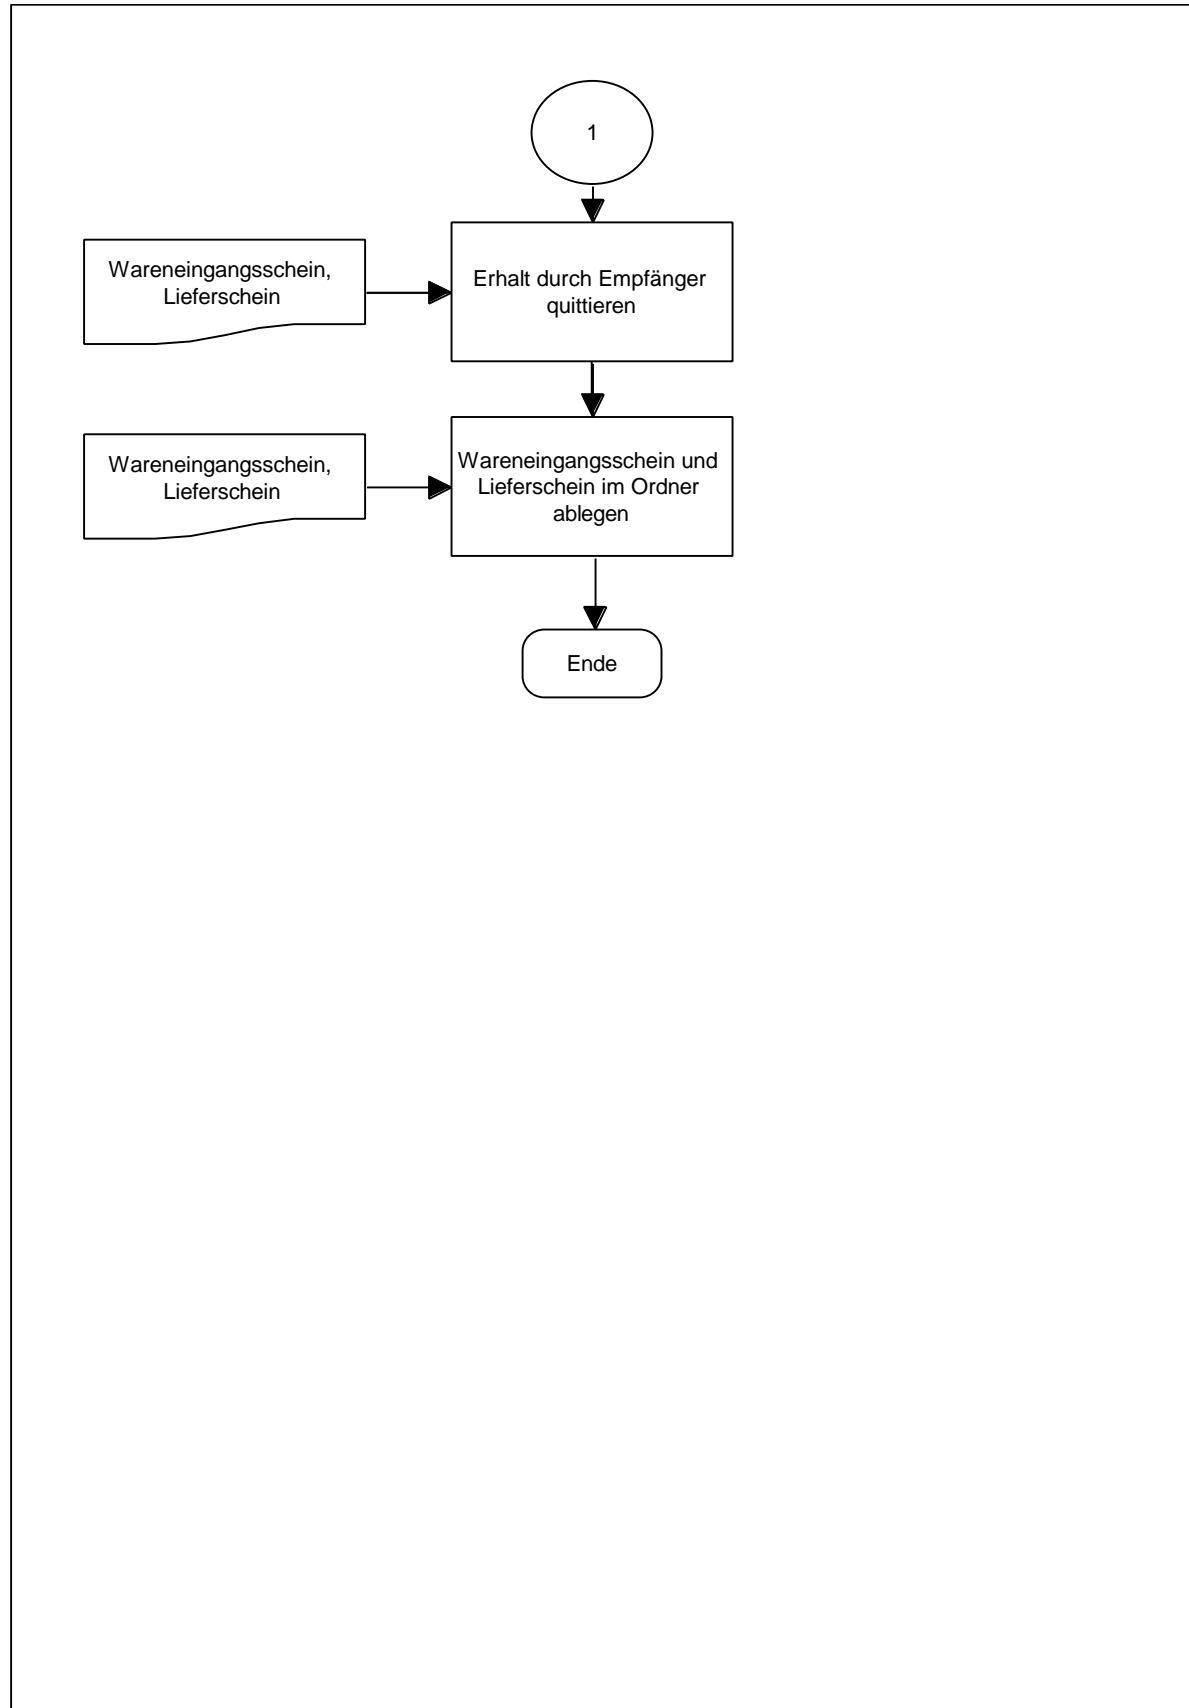 1
Wareneingangsschein,
Lieferschein
Erhalt durch Empfänger
quittieren
Wareneingangsschein,
Lieferschein
Wareneingangsschein und
Lieferschein im Ordner
ablegen
Ende